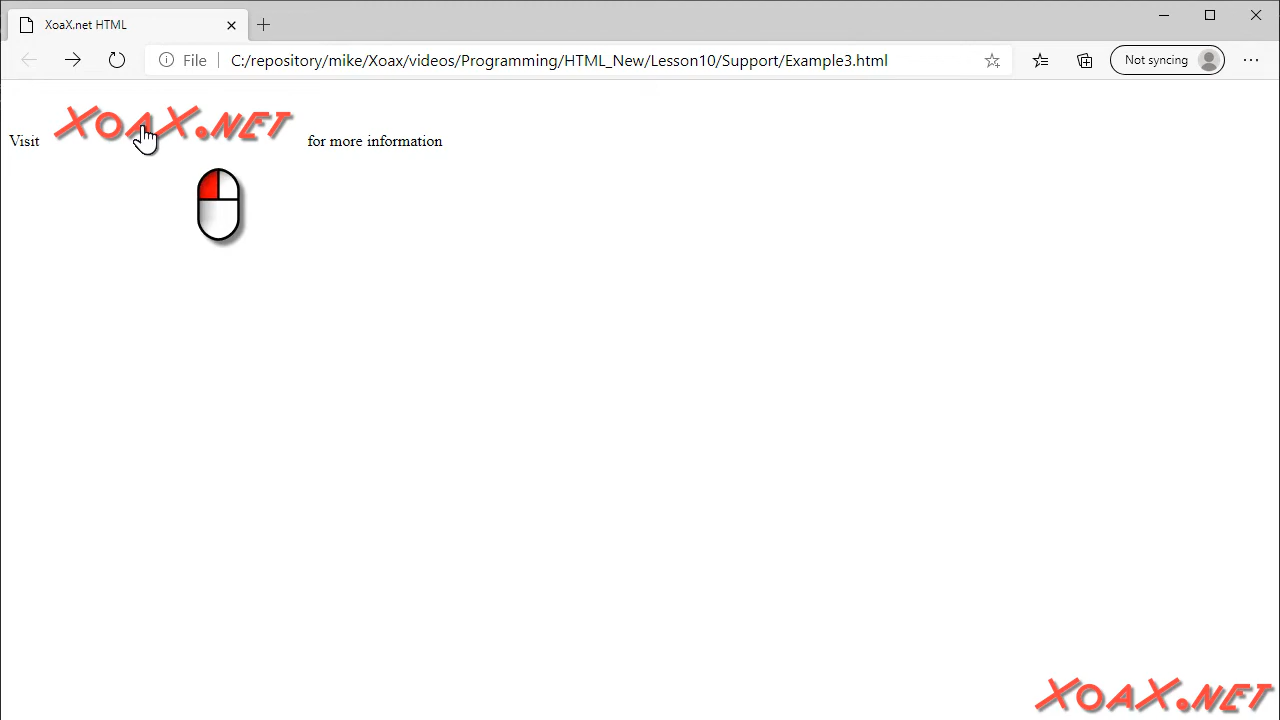 XoaX.net HTML
File C:/repository/mike/Xoax/videos/Programming/HTML_New/Lesson10/Support/Example3.html Not syncing
Visit XoaX.net for more information
XoaX.net